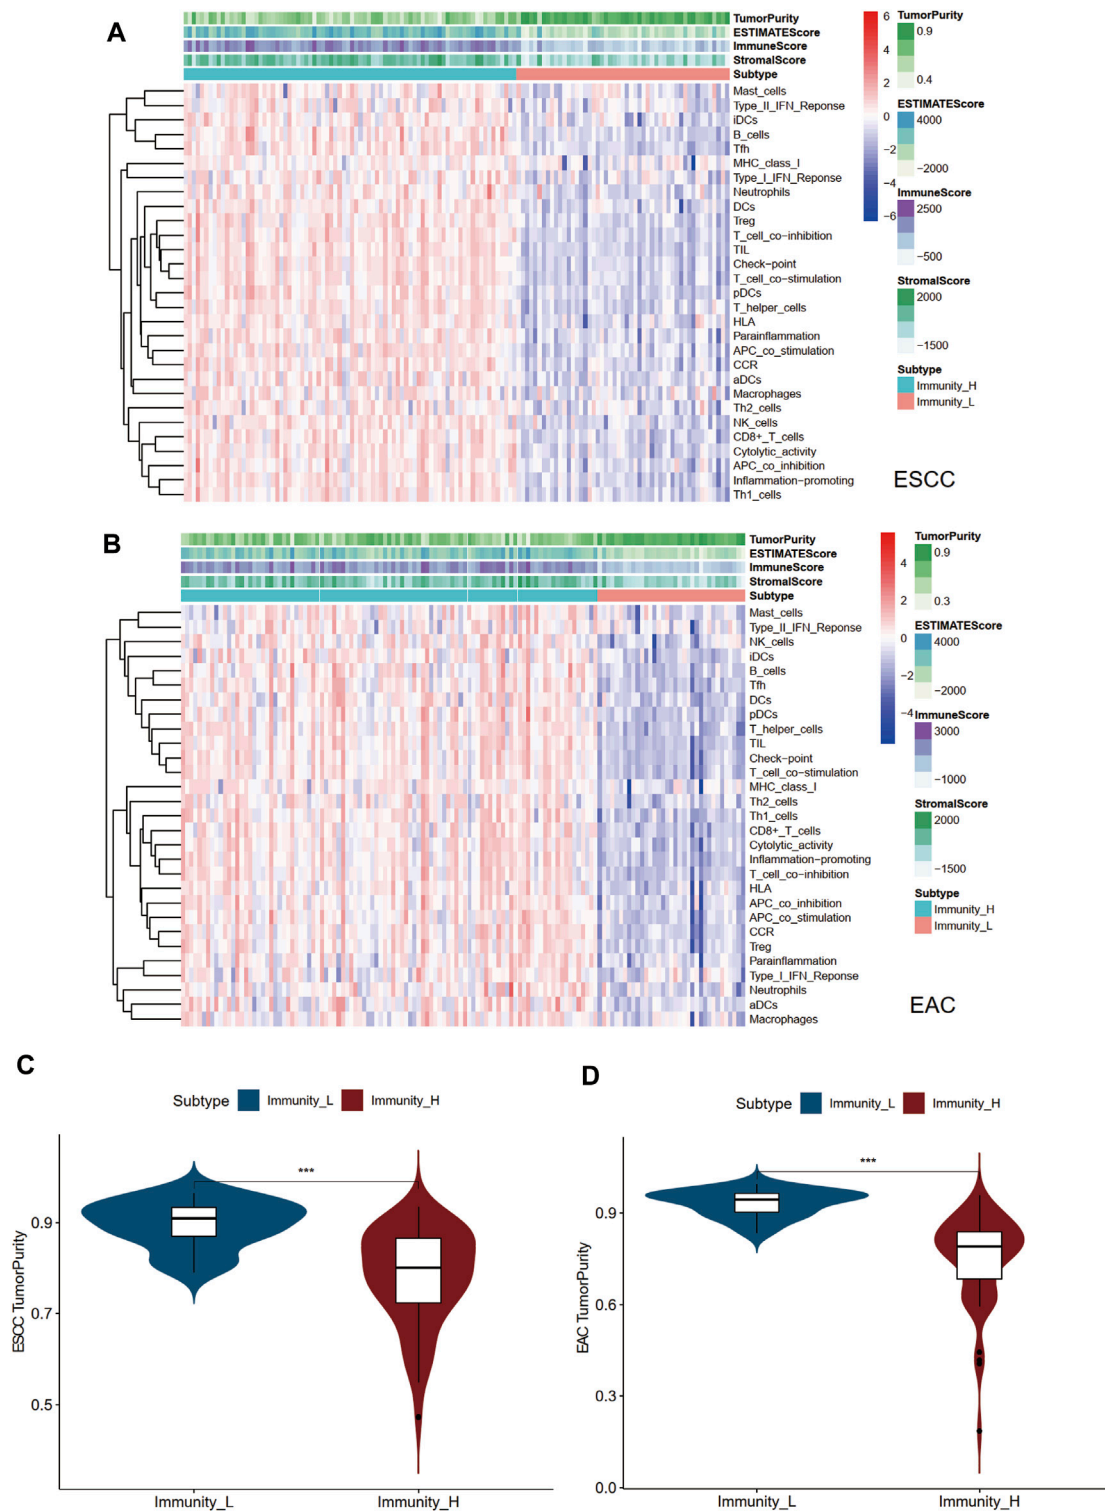 A
TumorPurity
ESTIMATEScore
ImmuneScore
StromalScore
Subtype
Mast_cells
Type_II_IFN_Reponse
iDCs
B_cells
Tfh
MHC_class_I
Type_I_IFN_Reponse
Neutrophils
DCs
Treg
T_cell_co-inhibition
TIL
Check-point
T_cell_co-stimulation
pDCs
T_helper_cells
HLA
Parainflammation
APC_co_stimulation
CCR
aDCs
Macrophages
Th2_cells
NK_cells
CD8+_T_cells
Cytolytic_activity
APC_co_inhibition
Inflammation-promoting
Th1_cells
6
4
2
0
-2
-4
-6
TumorPurity
0.9
0.4
ESTIMATEScore
4000
-2000
ImmuneScore
2500
-500
StromalScore
2000
-1500
Subtype
Immunity_H
Immunity_L
ESCC
B
TumorPurity
ESTIMATEScore
ImmuneScore
StromalScore
Subtype
Mast_cells
Type_II_IFN_Reponse
NK_cells
iDCs
B_cells
Tfh
DCs
pDCs
T_helper_cells
TIL
Check-point
T_cell_co-stimulation
MHC_class_I
Th2_cells
Th1_cells
CD8+_T_cells
Cytolytic_activity
Inflammation-promoting
T_cell_co-inhibition
HLA
APC_co_inhibition
APC_co_stimulation
CCR
Treg
Parainflammation
Type_I_IFN_Reponse
Neutrophils
aDCs
Macrophages
4
2
0
-2
-4
TumorPurity
0.9
0.3
ESTIMATEScore
4000
-2000
ImmuneScore
3000
-1000
StromalScore
2000
-1500
Subtype
Immunity_H
Immunity_L
EAC
C
Subtype Immunity_L Immunity_H
***
ESCC TumorPurity
0.9
0.7
0.5
Immunity_L Immunity_H
D
Subtype Immunity_L Immunity_H
***
EAC TumorPurity
0.9
0.6
0.3
0.0
Immunity_L Immunity_H